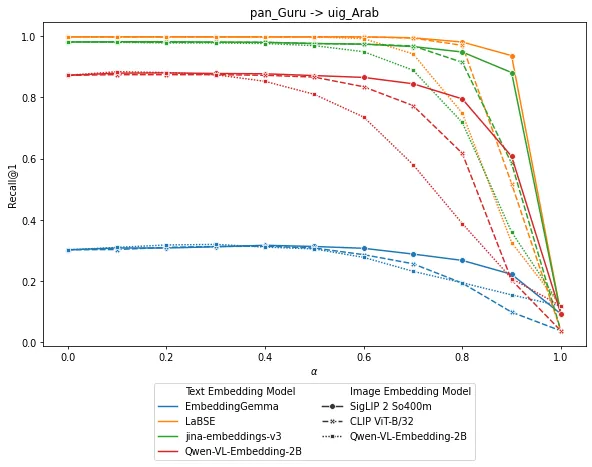 pan_Guru -> uig_Arab
1.0
0.8
0.6
0.4
0.2
0.0
Recall@1
0.0 0.2 0.4 0.6 0.8 1.0
α
Text Embedding Model
EmbeddingGemma
LaBSE
jina-embeddings-v3
Qwen-VL-Embedding-2B
Image Embedding Model
SigLIP 2 So400m
CLIP ViT-B/32
Qwen-VL-Embedding-2B